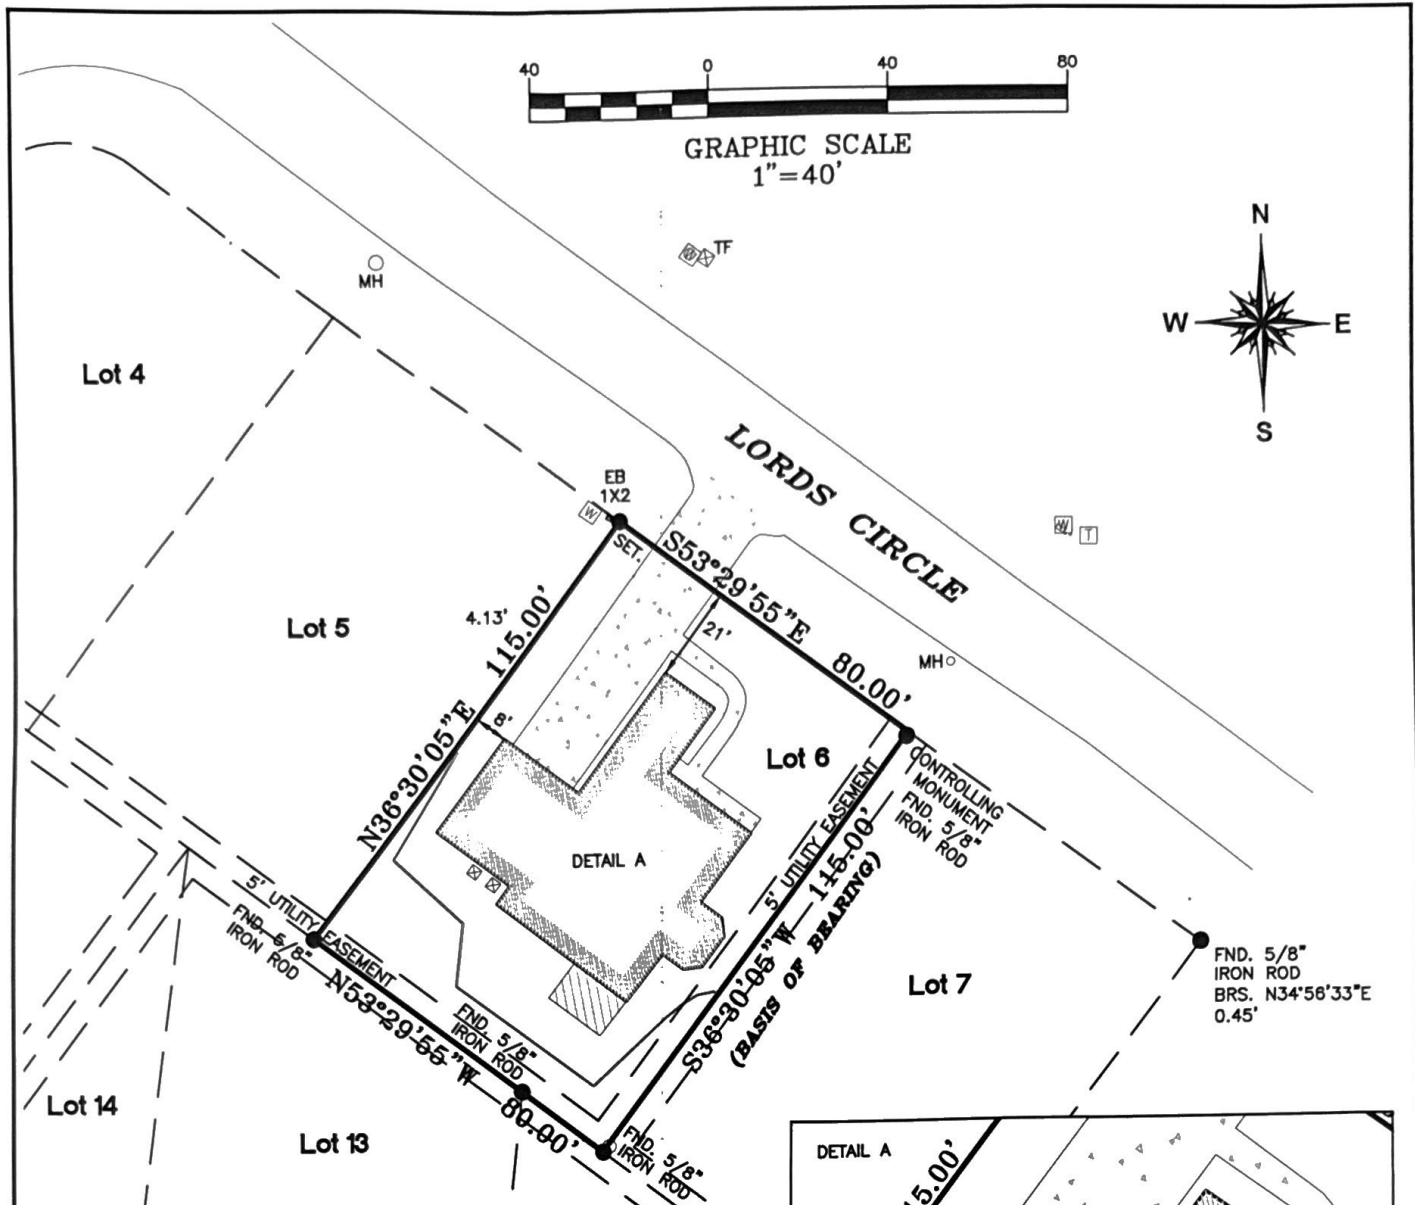 40 0 40 80
GRAPHIC SCALE
1"=40'
N
W E
S
TF
MH
Lot 4
LORDS CIRCLE
EB
1X2
W
SET.
S53°29'55"E 80.00'
W
T
4.13'
Lot 5
N36°30'05"E 115.00'
21'
8'
MH
Lot 6
CONTROLLING
MONUMENT
FND. 5/8"
IRON ROD
5' UTILITY EASEMENT
S36°30'05"W 115.00'
(BASIS OF BEARING)
DETAIL A
5' UTILITY EASEMENT
FND. 5/8"
IRON ROD
N53°29'55"W 80.00'
FND. 5/8"
IRON ROD
Lot 7
FND. 5/8"
IRON ROD
BRS. N34°56'33"E
0.45'
Lot 14
Lot 13
FND. 5/8"
IRON ROD
DETAIL A
15.00'